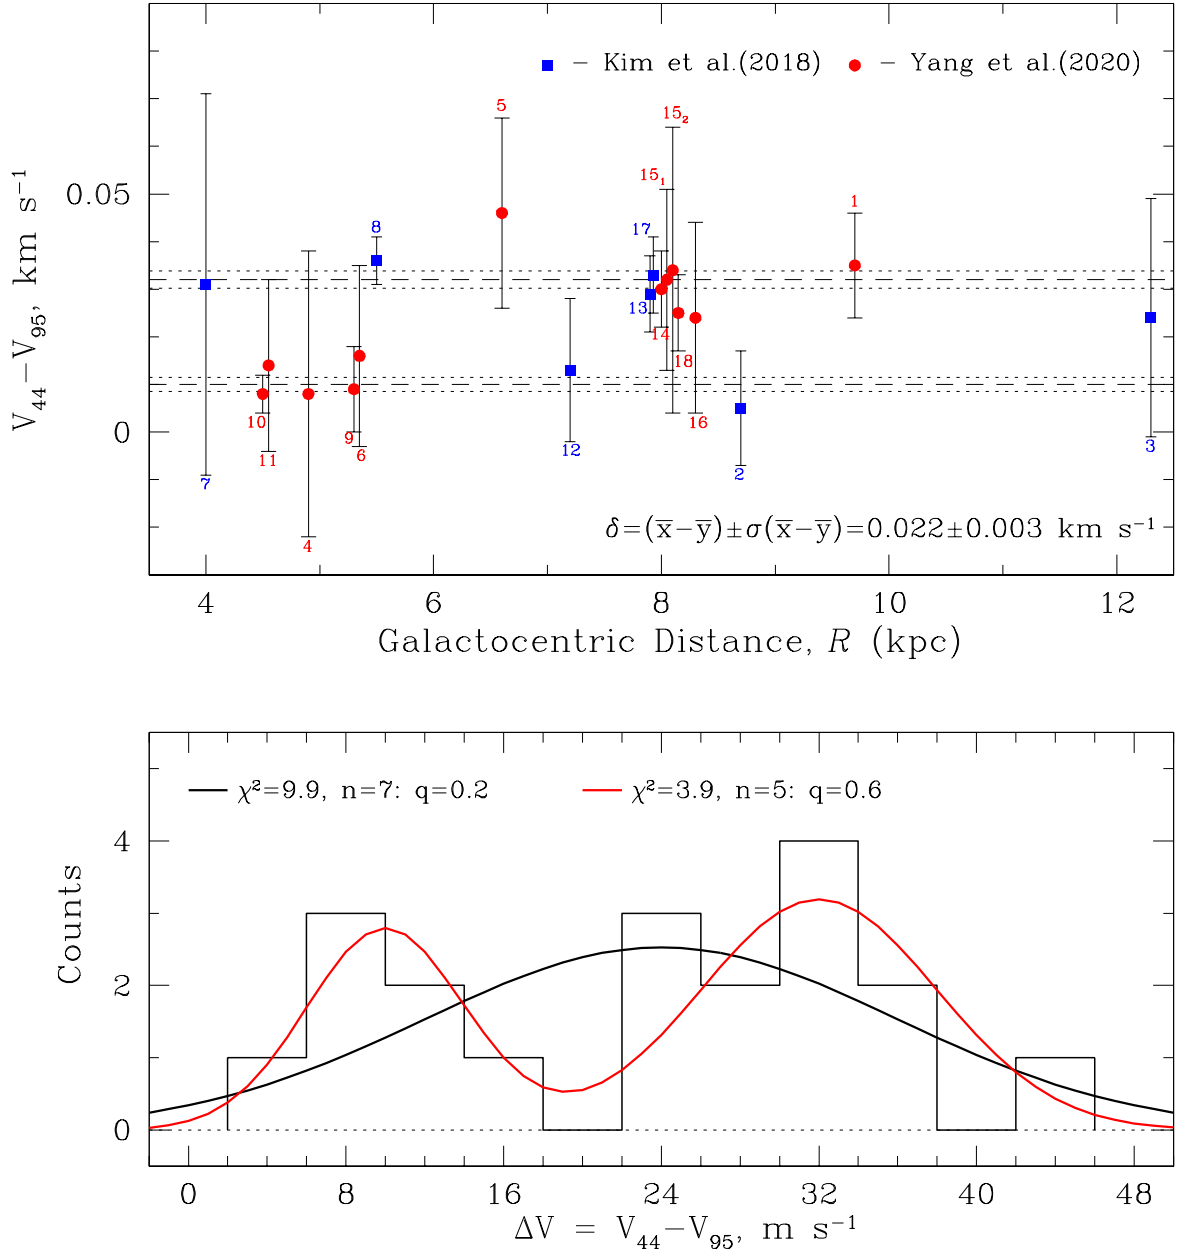 ■ – Kim et al.(2018) ● – Yang et al.(2020)
V₄₄−V₉₅, km s⁻¹
0.05
0
15₂
5
15₁
1
17
8
13
14
18
10
9
16
11
6
12
3
7
2
4
δ=(x̅−y̅)±σ(x̅−y̅)=0.022±0.003 km s⁻¹
4 6 8 10 12
Galactocentric Distance, R (kpc)
χ²=9.9, n=7: q=0.2 χ²=3.9, n=5: q=0.6
Counts
4
2
0
0 8 16 24 32 40 48
ΔV = V₄₄−V₉₅, m s⁻¹